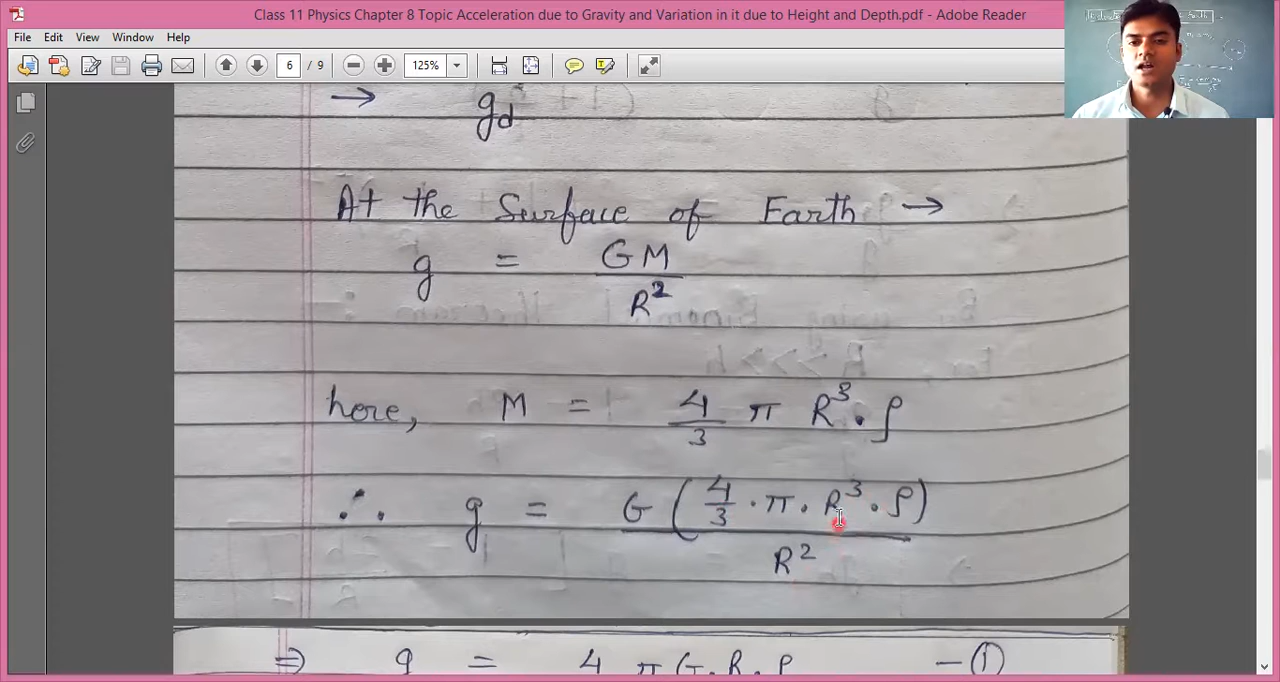 Class 11 Physics Chapter 8 Topic Acceleration due to Gravity and Variation in it due to Height and Depth.pdf - Adobe Reader
File Edit View Window Help
6 / 9 125%
→ g_d
At the Surface of Earth →
g = GM / R²
here, M = 4/3 π R³ . ρ
∴ g = G ( 4/3 . π . R³ . ρ ) / R²
⇒ g = 4 π G . R . ρ — ①